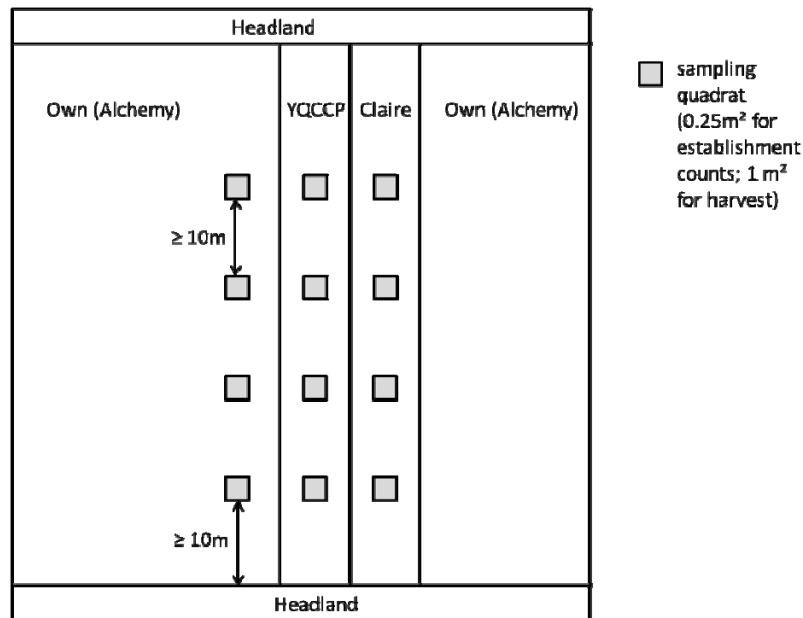 Headland
Own (Alchemy)
YQCCP
Claire
Own (Alchemy)
≥ 10m
≥ 10m
Headland
sampling
quadrat
(0.25m² for
establishment
counts; 1 m²
for harvest)